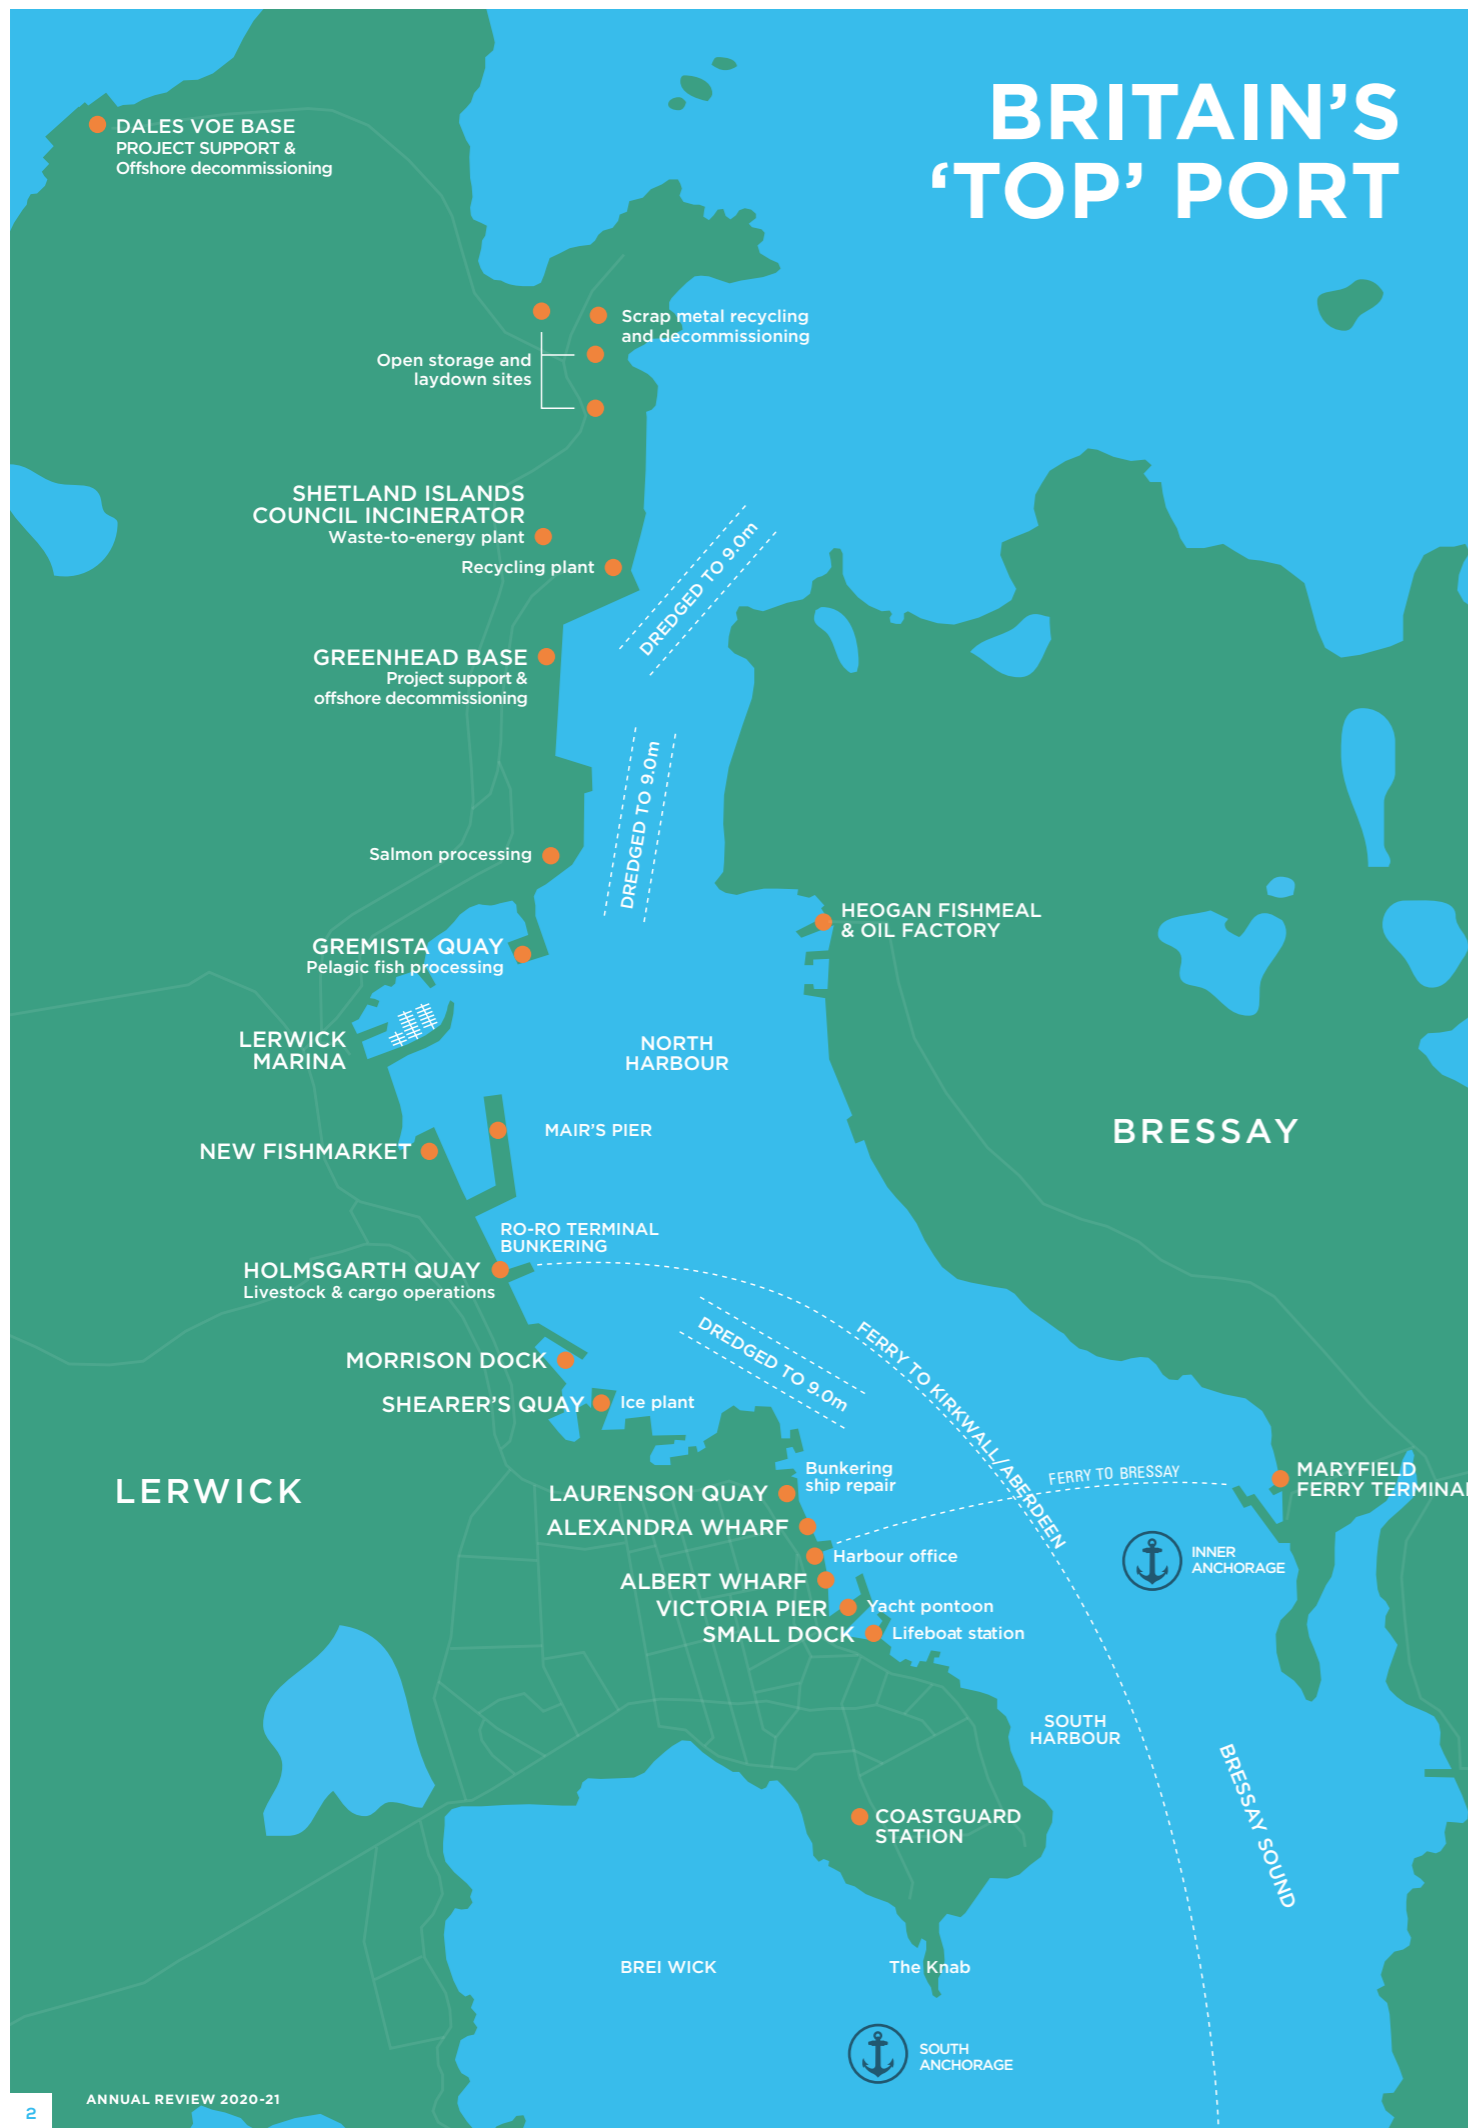 BRITAIN’S
‘TOP’ PORT
DALES VOE BASE
PROJECT SUPPORT &
Offshore decommissioning
Scrap metal recycling
and decommissioning
Open storage and
laydown sites
SHETLAND ISLANDS
COUNCIL INCINERATOR
Waste-to-energy plant
Recycling plant
DREDGED TO 9.0m
GREENHEAD BASE
Project support &
offshore decommissioning
DREDGED TO 9.0m
Salmon processing
HEOGAN FISHMEAL
& OIL FACTORY
GREMISTA QUAY
Pelagic fish processing
LERWICK
MARINA
NORTH
HARBOUR
MAIR’S PIER
BRESSAY
NEW FISHMARKET
RO-RO TERMINAL
BUNKERING
HOLMSGARTH QUAY
Livestock & cargo operations
DREDGED TO 9.0m
FERRY TO KIRKWALL/ABERDEEN
MORRISON DOCK
SHEARER’S QUAY
Ice plant
LERWICK
Bunkering
ship repair
LAURENSON QUAY
FERRY TO BRESSAY
MARYFIELD
FERRY TERMINAL
ALEXANDRA WHARF
Harbour office
INNER
ANCHORAGE
ALBERT WHARF
VICTORIA PIER
Yacht pontoon
SMALL DOCK
Lifeboat station
SOUTH
HARBOUR
BRESSAY SOUND
COASTGUARD
STATION
BREI WICK
The Knab
SOUTH
ANCHORAGE
ANNUAL REVIEW 2020-21
2